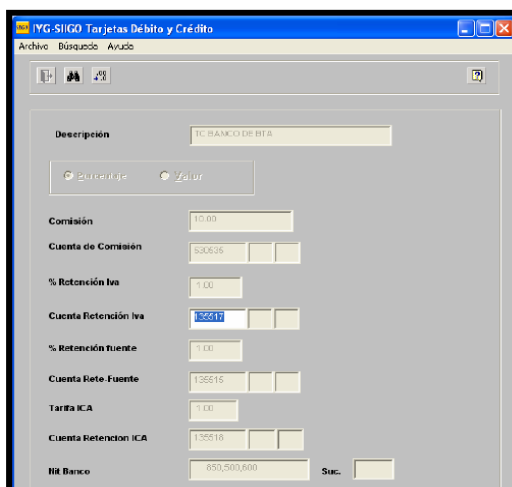 IYG-SIIGO Tarjetas Débito y Crédito
Archivo Búsqueda Ayuda
Descripción TC BANCO DE BTA
Porcentaje Valor
Comisión 10.00
Cuenta de Comisión 530535
% Retención Iva 1.00
Cuenta Retención Iva 135517
% Retención fuente 1.00
Cuenta Rete-Fuente 135515
Tarifa ICA 1.00
Cuenta Retencion ICA 135518
Nit Banco 850,500,600 Suc.